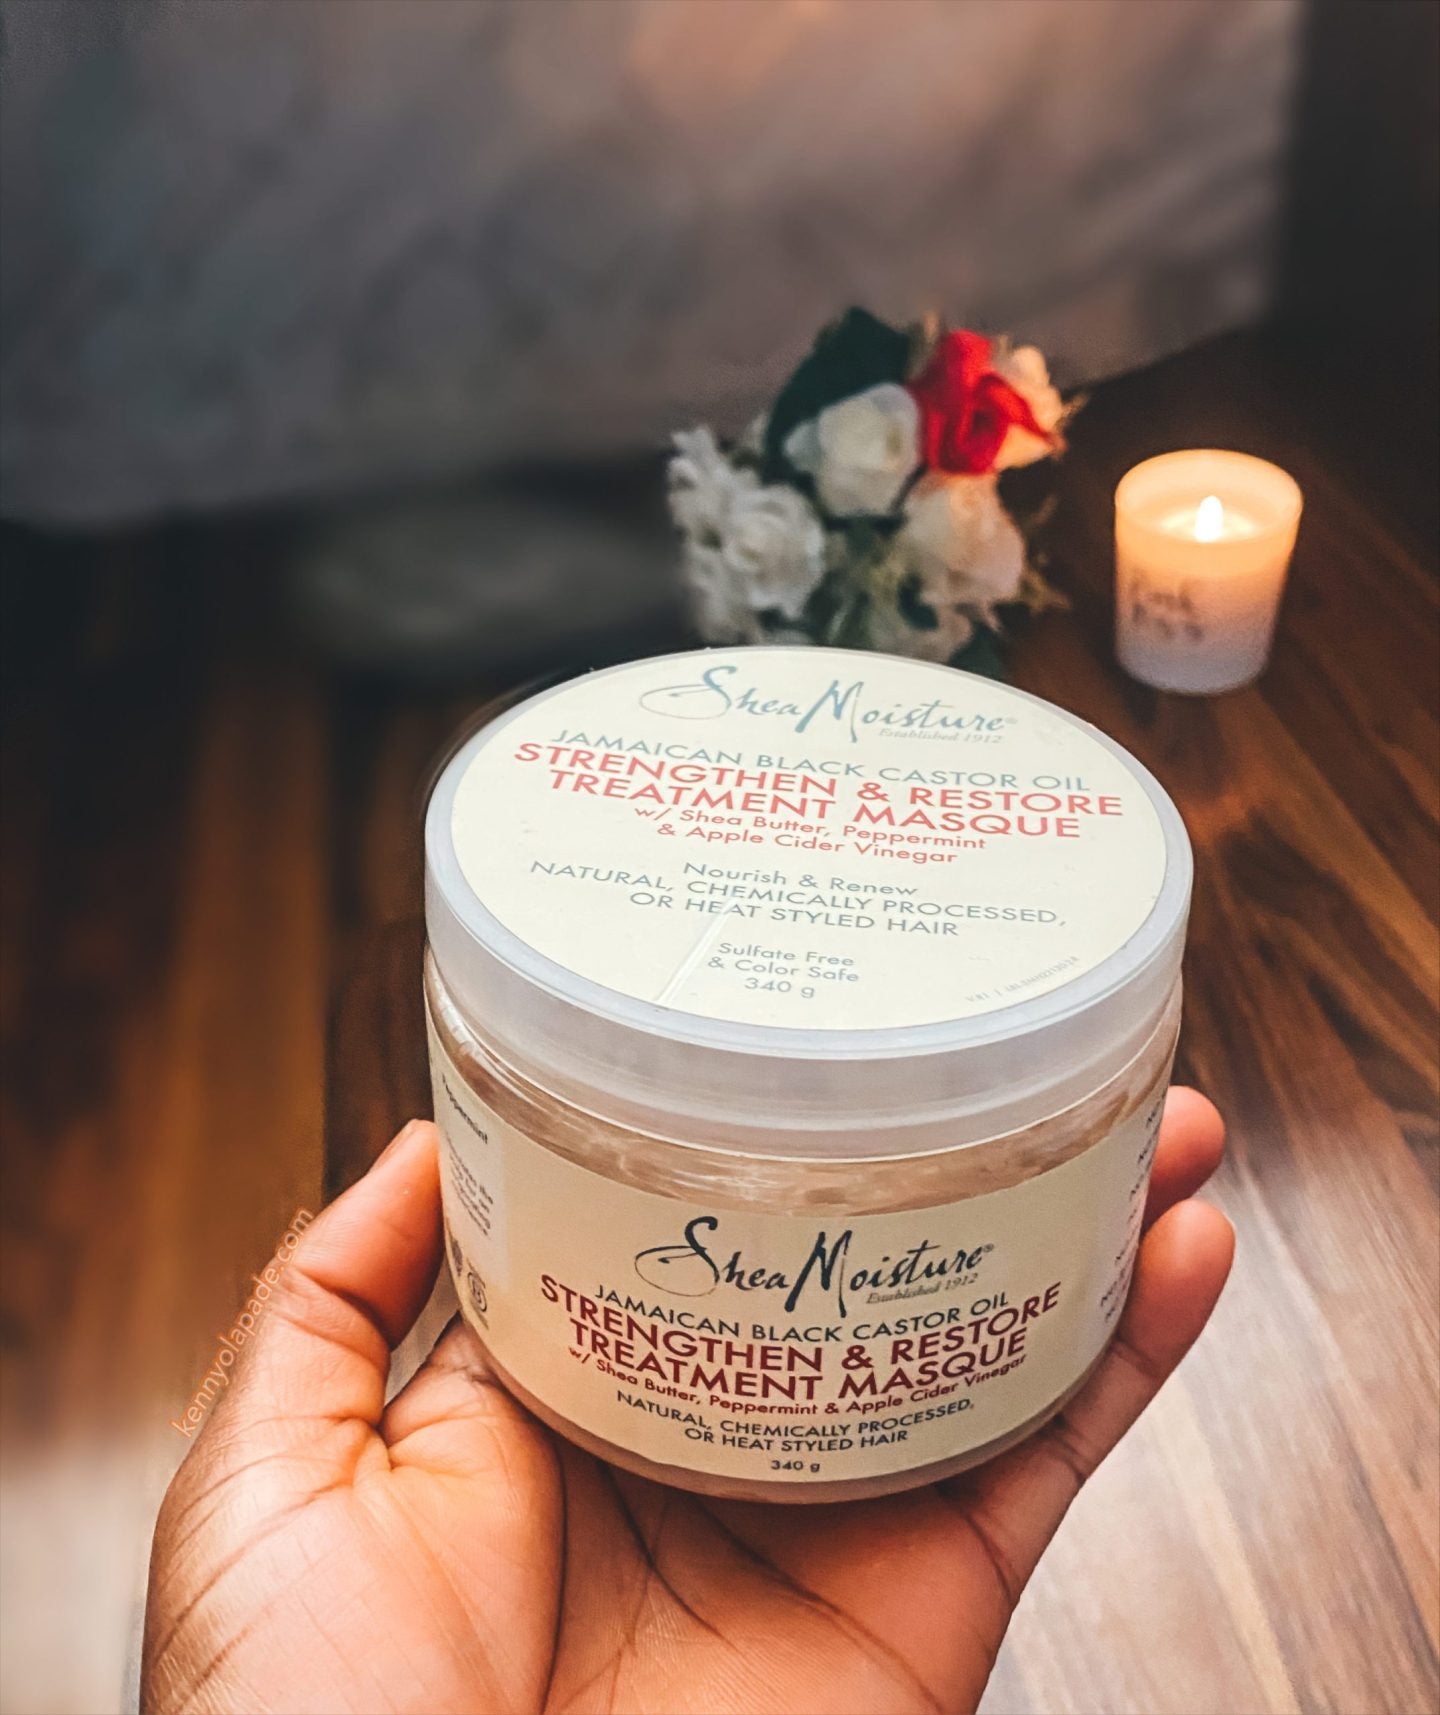 SheaMoisture®
Established 1912
JAMAICAN BLACK CASTOR OIL
STRENGTHEN & RESTORE
TREATMENT MASQUE
w/ Shea Butter, Peppermint
& Apple Cider Vinegar
Nourish & Renew
NATURAL, CHEMICALLY PROCESSED,
OR HEAT STYLED HAIR
Sulfate Free
& Color Safe
340 g
Peppermint
SheaMoisture®
Established 1912
JAMAICAN BLACK CASTOR OIL
STRENGTHEN & RESTORE
TREATMENT MASQUE
w/ Shea Butter, Peppermint & Apple Cider Vinegar
NATURAL, CHEMICALLY PROCESSED,
OR HEAT STYLED HAIR
340 g
kennyolapade.com